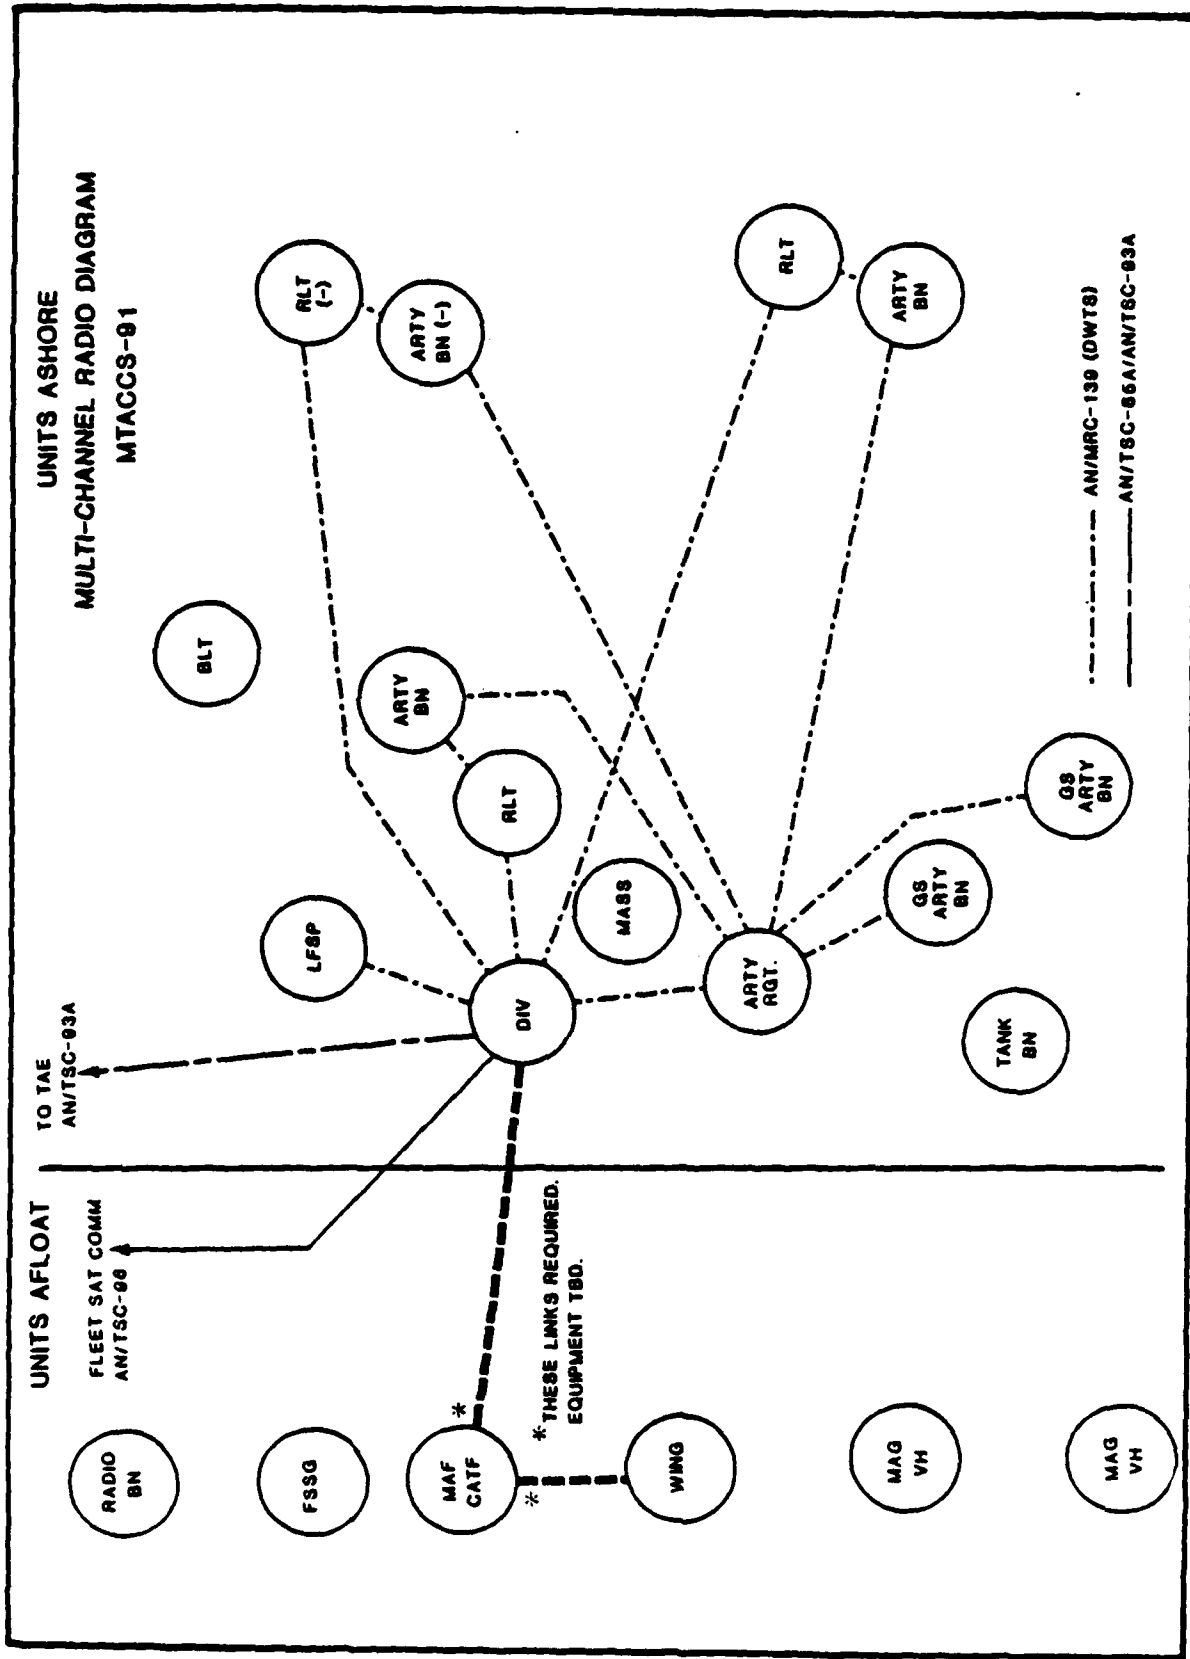 UNITS AFLOAT
UNITS ASHORE
MULTI-CHANNEL RADIO DIAGRAM
MTACCS-91
FLEET SAT COMM
AN/TSC-96
TO TAE
AN/TSC-93A
RADIO
BN
FSSG
MAF
CATF
*
*
* THESE LINKS REQUIRED.
EQUIPMENT TBD.
WING
MAG
VH
MAG
VH
LFSP
DIV
MASS
ARTY
RGT.
TANK
BN
GS
ARTY
BN
GS
ARTY
BN
RLT
ARTY
BN
BLT
RLT
(-)
ARTY
BN (-)
RLT
ARTY
BN
AN/MRC-139 (DWTS)
AN/TSC-85A/AN/TSC-93A